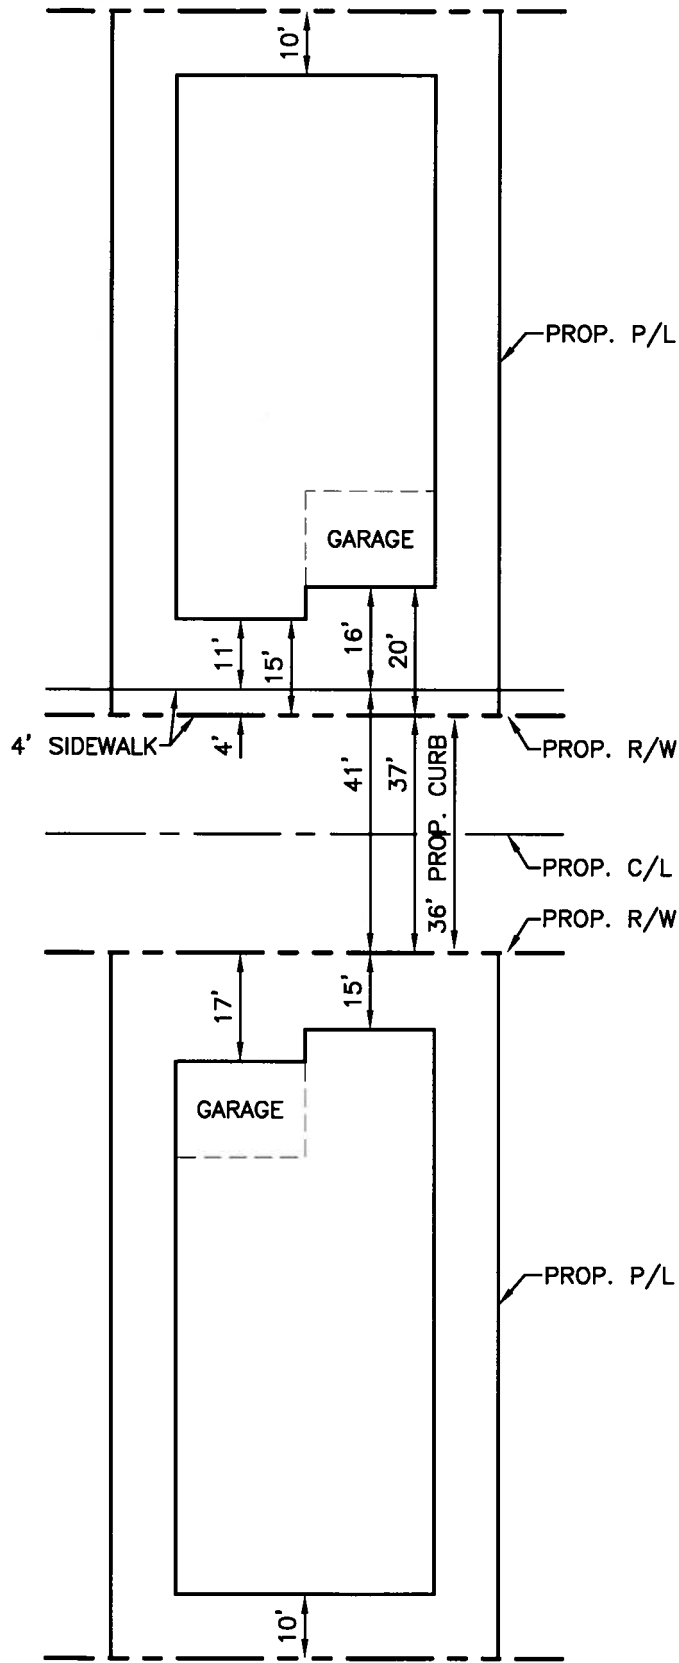 10'
PROP. P/L
GARAGE
11'
15'
16'
20'
4' SIDEWALK
4'
41'
37'
36' PROP. CURB
PROP. R/W
PROP. C/L
PROP. R/W
17'
15'
GARAGE
PROP. P/L
10'